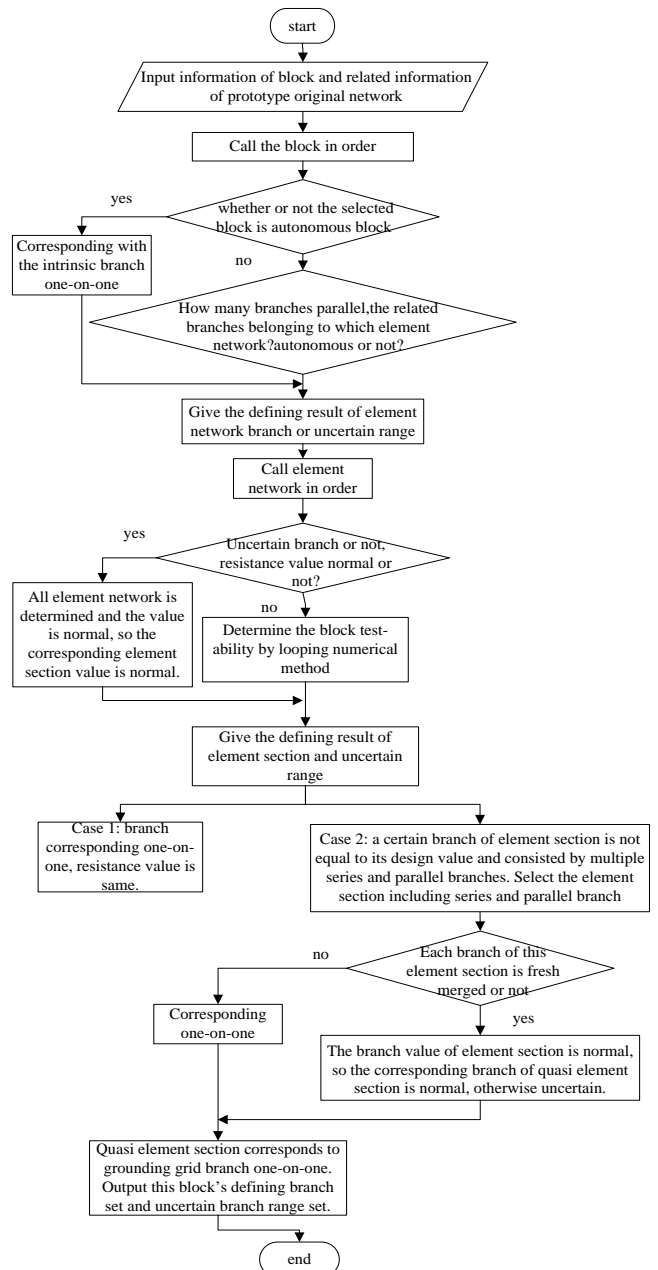 start
Input information of block and related information
of prototype original network
Call the block in order
yes
whether or not the selected
block is autonomous block
Corresponding with
the intrinsic branch
one-on-one
no
How many branches parallel,the related
branches belonging to which element
network?autonomous or not?
Give the defining result of element
network branch or uncertain range
Call element
network in order
yes
Uncertain branch or not,
resistance value normal or
not?
All element network is
determined and the value
is normal, so the
corresponding element
section value is normal.
no
Determine the block test-
ability by looping numerical
method
Give the defining result of
element section and uncertain
range
Case 1: branch
corresponding one-on-
one, resistance value is
same.
Case 2: a certain branch of element section is not
equal to its design value and consisted by multiple
series and parallel branches. Select the element
section including series and parallel branch
no
Each branch of this
element section is fresh
merged or not
Corresponding
one-on-one
yes
The branch value of element section is normal,
so the corresponding branch of quasi element
section is normal, otherwise uncertain.
Quasi element section corresponds to
grounding grid branch one-on-one.
Output this block’s defining branch
set and uncertain branch range set.
end